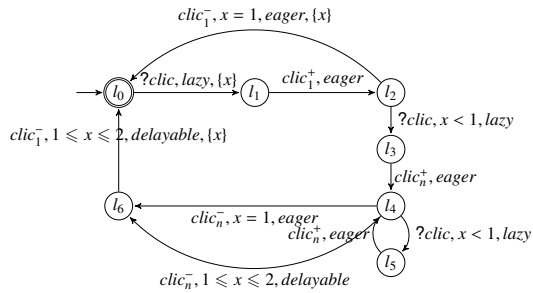 clic₁⁻, x = 1, eager, {x}
l₀ ?clic, lazy, {x} l₁ clic₁⁺, eager l₂
?clic, x < 1, lazy
clic₁⁻, 1 ⩽ x ⩽ 2, delayable, {x}
l₃
clicₙ⁺, eager
l₆ l₄
clicₙ⁻, x = 1, eager
clicₙ⁺, eager ?clic, x < 1, lazy
l₅
clicₙ⁻, 1 ⩽ x ⩽ 2, delayable